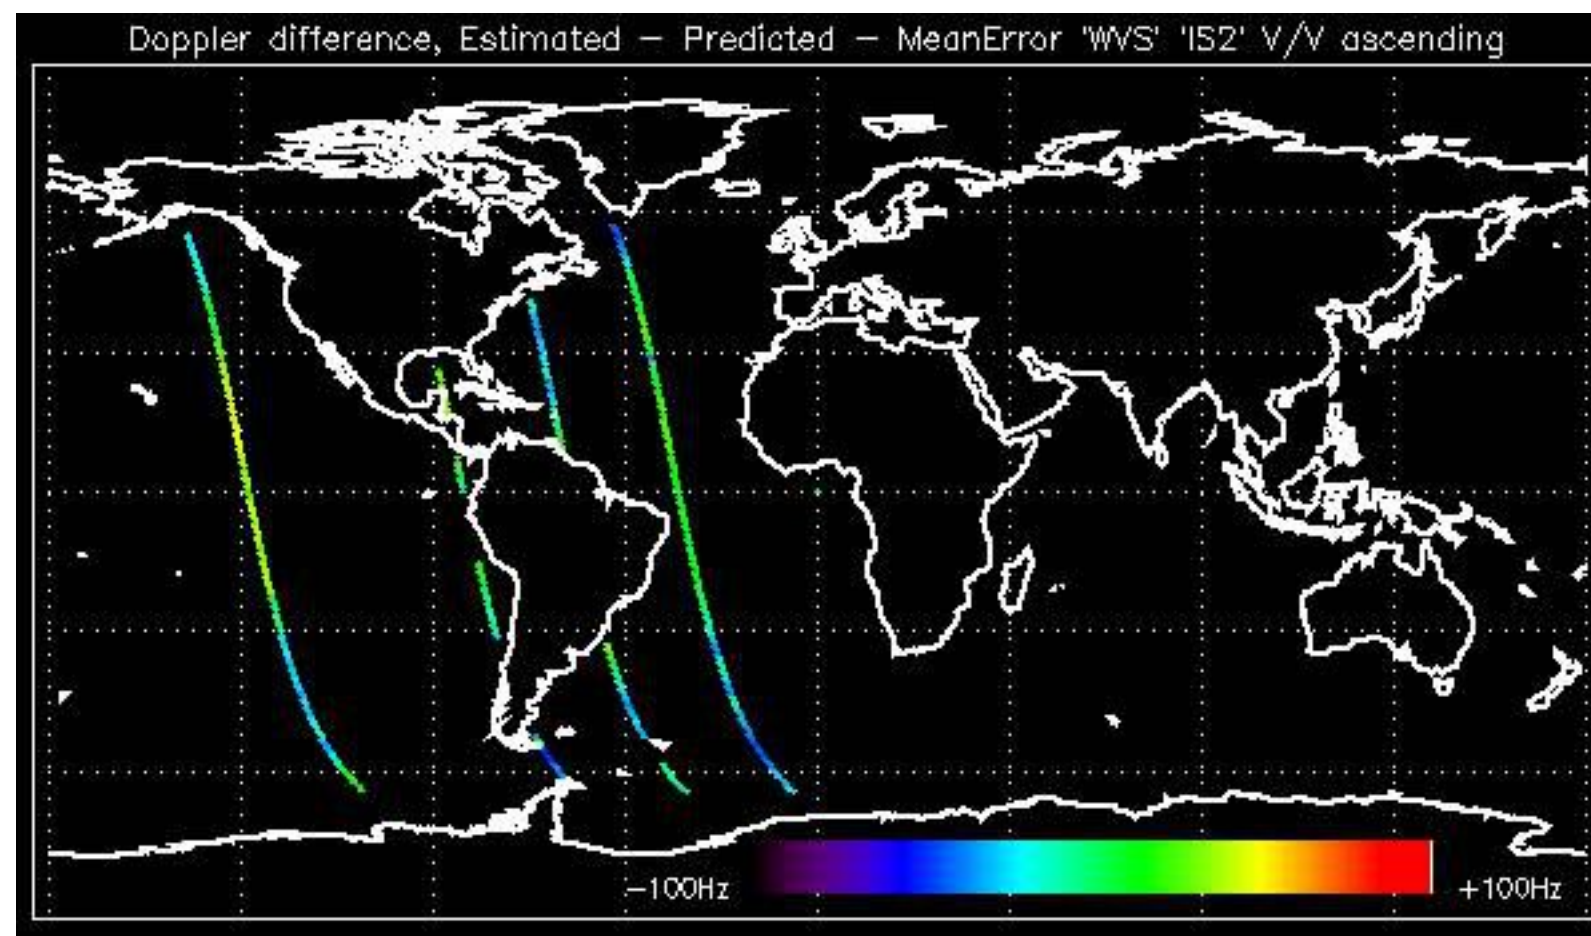 Doppler difference, Estimated — Predicted — MeanError 'WVS' 'IS2' V/V ascending
−100Hz
+100Hz